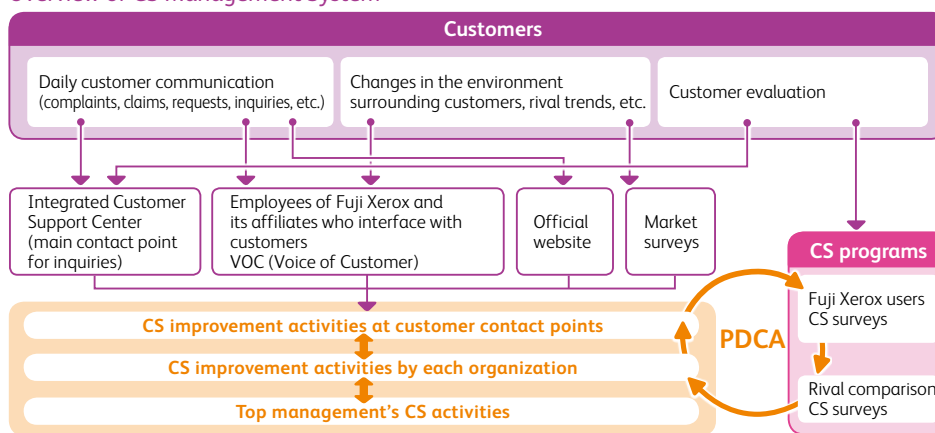 Customers
Daily customer communication
(complaints, claims, requests, inquiries, etc.)
Changes in the environment
surrounding customers, rival trends, etc.
Customer evaluation
Integrated Customer
Support Center
(main contact point
for inquiries)
Employees of Fuji Xerox and
its affiliates who interface with
customers
VOC (Voice of Customer)
Official
website
Market
surveys
CS programs
Fuji Xerox users
CS surveys
Rival comparison
CS surveys
PDCA
CS improvement activities at customer contact points
CS improvement activities by each organization
Top management's CS activities